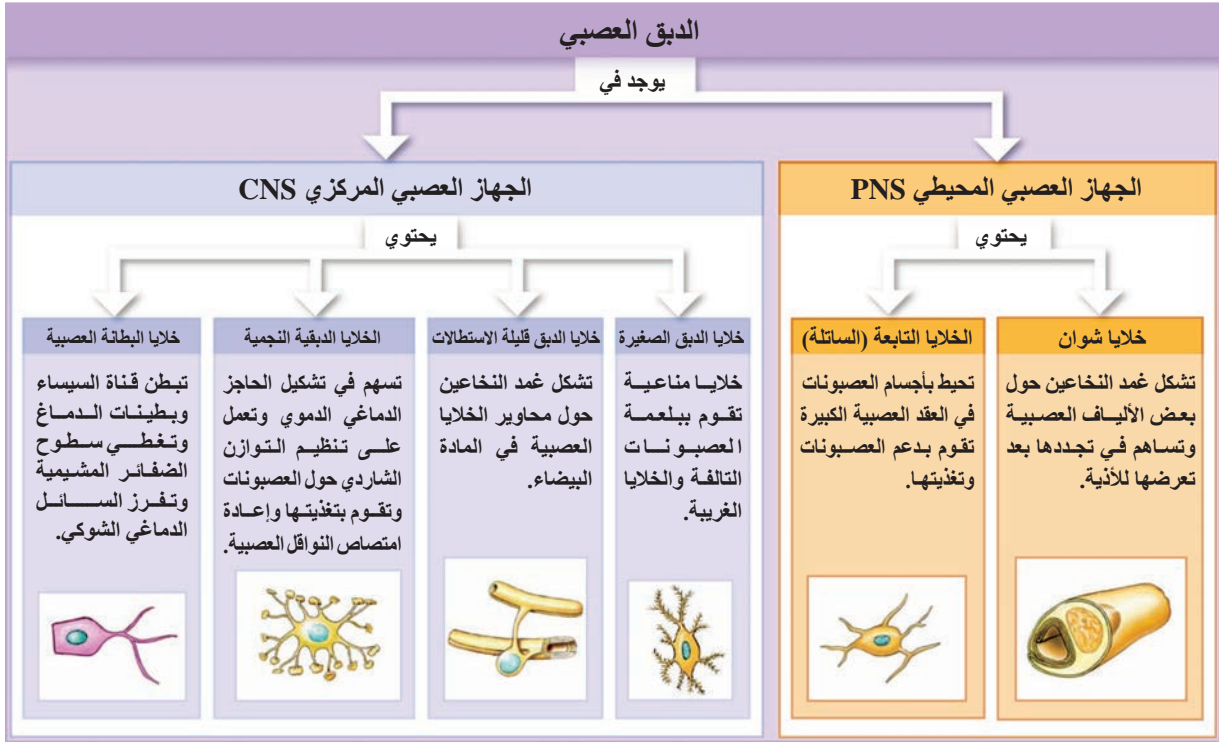 الدبق العصبي
يوجد في
الجهاز العصبي المحيطي PNS
يحتوي
خلايا شوان
تشكل غمد النخاعين حول
بعض الألياف العصبية
وتساهم في تجددها بعد
تعرضها للأذية.
الخلايا التابعة (الساتلة)
تحيط بأجسام العصبونات
في العقد العصبية الكبيرة
تقوم بدعم العصبونات
وتغذيتها.
الجهاز العصبي المركزي CNS
يحتوي
خلايا الدبق الصغيرة
خلايا مناعية
تقوم ببلعمة
العصبونات
التالفة والخلايا
الغريبة.
خلايا الدبق قليلة الاستطالات
تشكل غمد النخاعين
حول محاوير الخلايا
العصبية في المادة
البيضاء.
الخلايا الدبقية النجمية
تسهم في تشكيل الحاجز
الدماغي الدموي وتعمل
على تنظيم التوازن
الشاردي حول العصبونات
وتقوم بتغذيتها وإعادة
امتصاص النواقل العصبية.
خلايا البطانة العصبية
تبطن قناة السيساء
وبطينات الدماغ
وتغطي سطوح
الضفائر المشيمية
وتفرز السائل
الدماغي الشوكي.